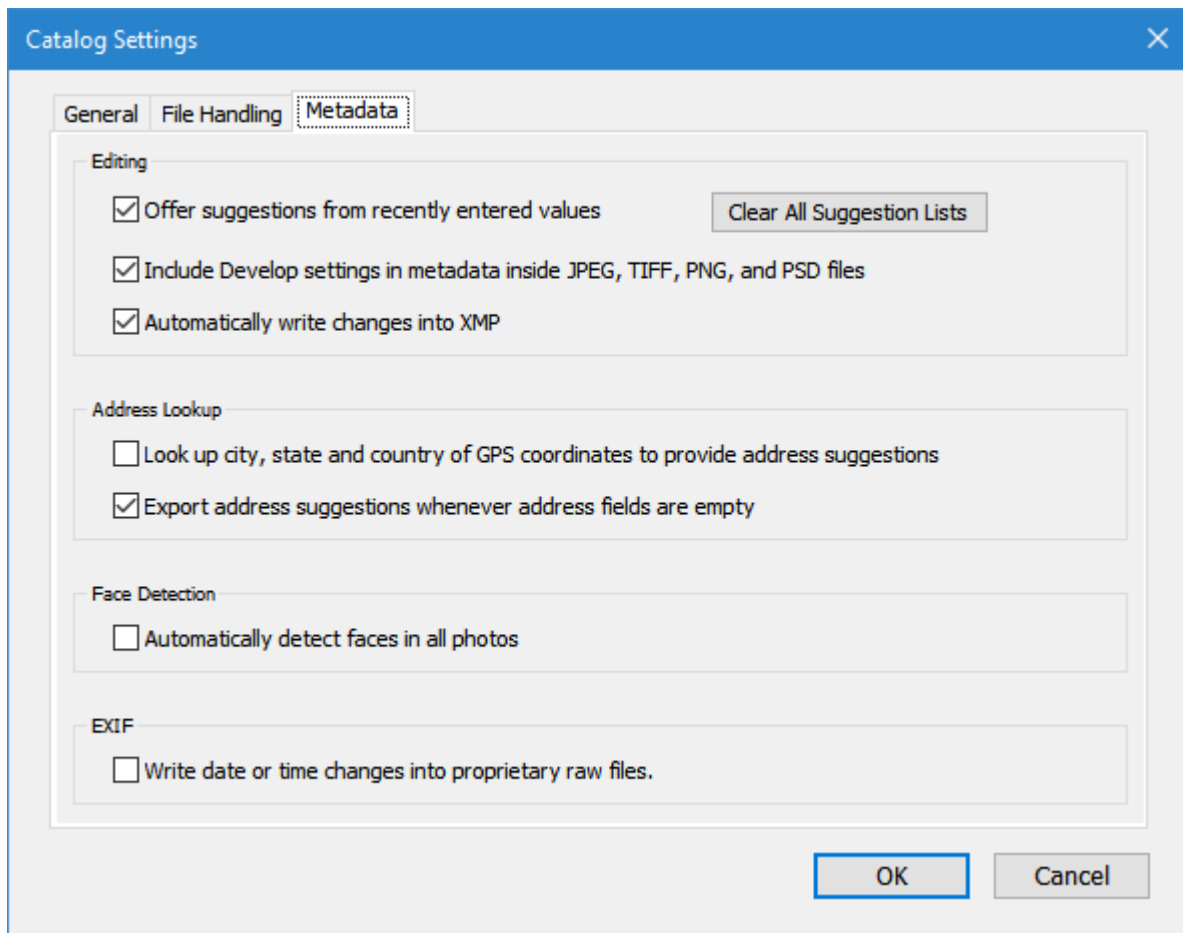 Catalog Settings
General File Handling Metadata
Editing
Offer suggestions from recently entered values Clear All Suggestion Lists
Include Develop settings in metadata inside JPEG, TIFF, PNG, and PSD files
Automatically write changes into XMP
Address Lookup
Look up city, state and country of GPS coordinates to provide address suggestions
Export address suggestions whenever address fields are empty
Face Detection
Automatically detect faces in all photos
EXIF
Write date or time changes into proprietary raw files.
OK Cancel